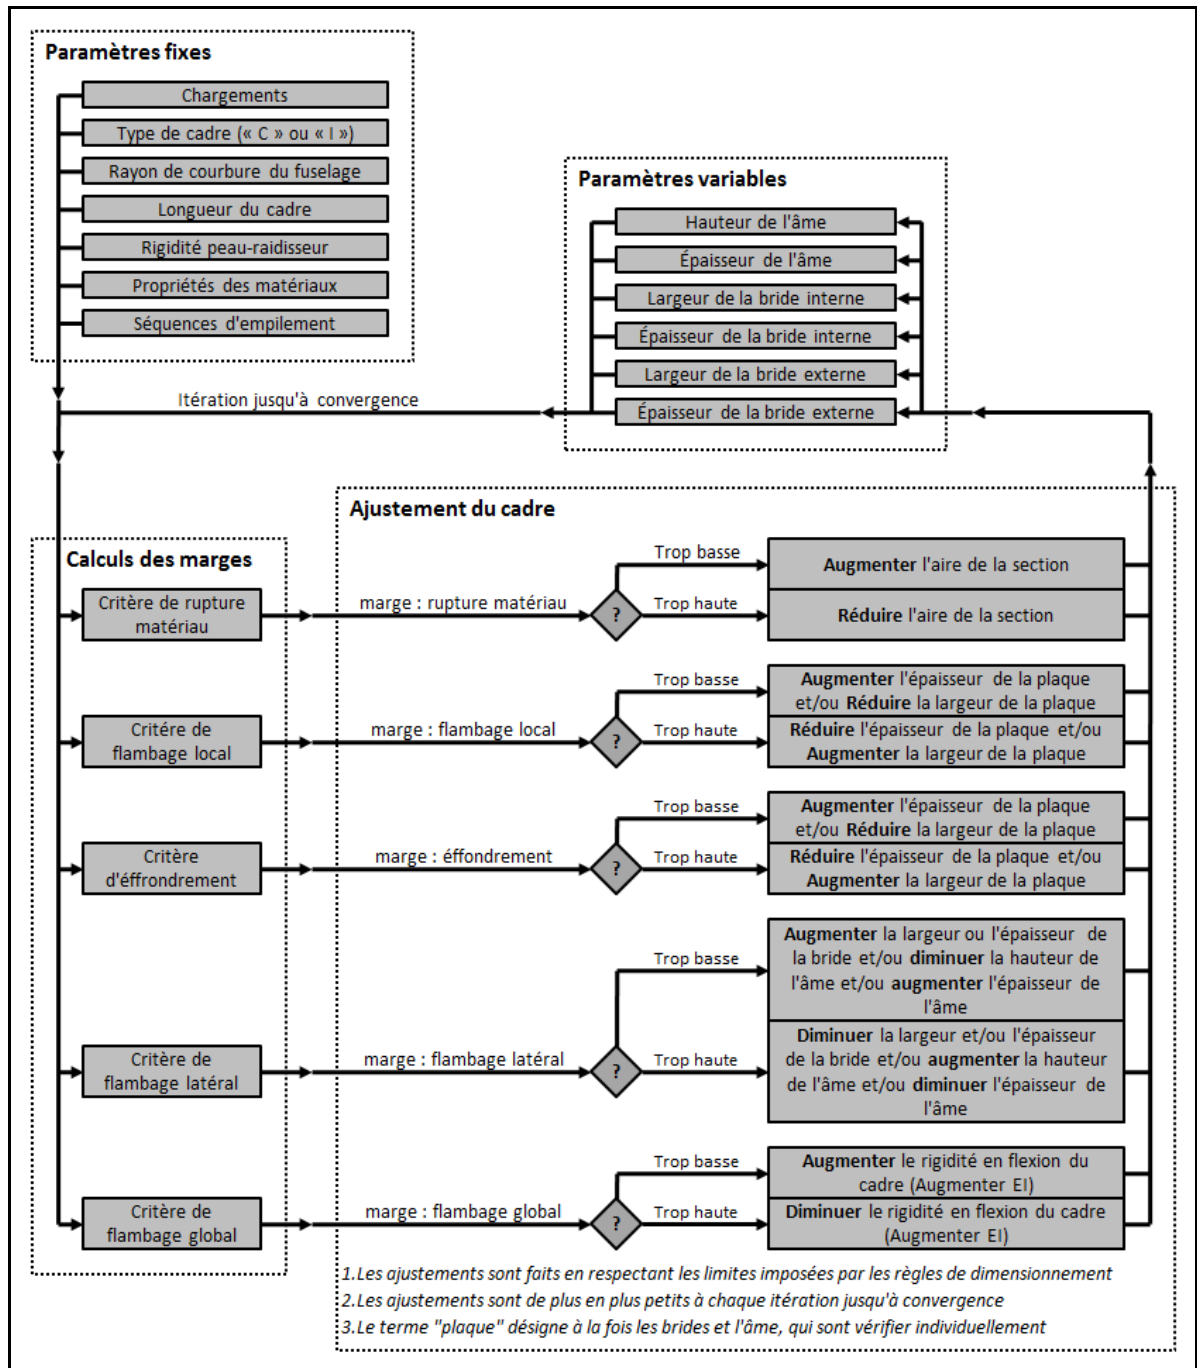 Paramètres fixes
Chargements
Type de cadre (« C » ou « I »)
Rayon de courbure du fuselage
Longueur du cadre
Rigidité peau-raidisseur
Propriétés des matériaux
Séquences d'empilement
Paramètres variables
Hauteur de l'âme
Épaisseur de l'âme
Largeur de la bride interne
Épaisseur de la bride interne
Largeur de la bride externe
Épaisseur de la bride externe
Itération jusqu'à convergence
Calculs des marges
Ajustement du cadre
Critère de rupture
matériau
marge : rupture matériau
?
Trop basse
Augmenter l'aire de la section
Trop haute
Réduire l'aire de la section
Critére de
flambage local
marge : flambage local
?
Trop basse
Augmenter l'épaisseur de la plaque
et/ou Réduire la largeur de la plaque
Trop haute
Réduire l'épaisseur de la plaque et/ou
Augmenter la largeur de la plaque
Critère
d'éffrondrement
marge : éffondrement
?
Trop basse
Augmenter l'épaisseur de la plaque
et/ou Réduire la largeur de la plaque
Trop haute
Réduire l'épaisseur de la plaque et/ou
Augmenter la largeur de la plaque
Critère de
flambage latéral
marge : flambage latéral
?
Trop basse
Augmenter la largeur ou l'épaisseur de
la bride et/ou diminuer la hauteur de
l'âme et/ou augmenter l'épaisseur de
l'âme
Trop haute
Diminuer la largeur et/ou l'épaisseur
de la bride et/ou augmenter la hauteur
de l'âme et/ou diminuer l'épaisseur de
l'âme
Critère de
flambage global
marge : flambage global
?
Trop basse
Augmenter le rigidité en flexion du
cadre (Augmenter EI)
Trop haute
Diminuer le rigidité en flexion du cadre
(Augmenter EI)
1.Les ajustements sont faits en respectant les limites imposées par les règles de dimensionnement
2.Les ajustements sont de plus en plus petits à chaque itération jusqu'à convergence
3.Le terme "plaque" désigne à la fois les brides et l'âme, qui sont vérifier individuellement